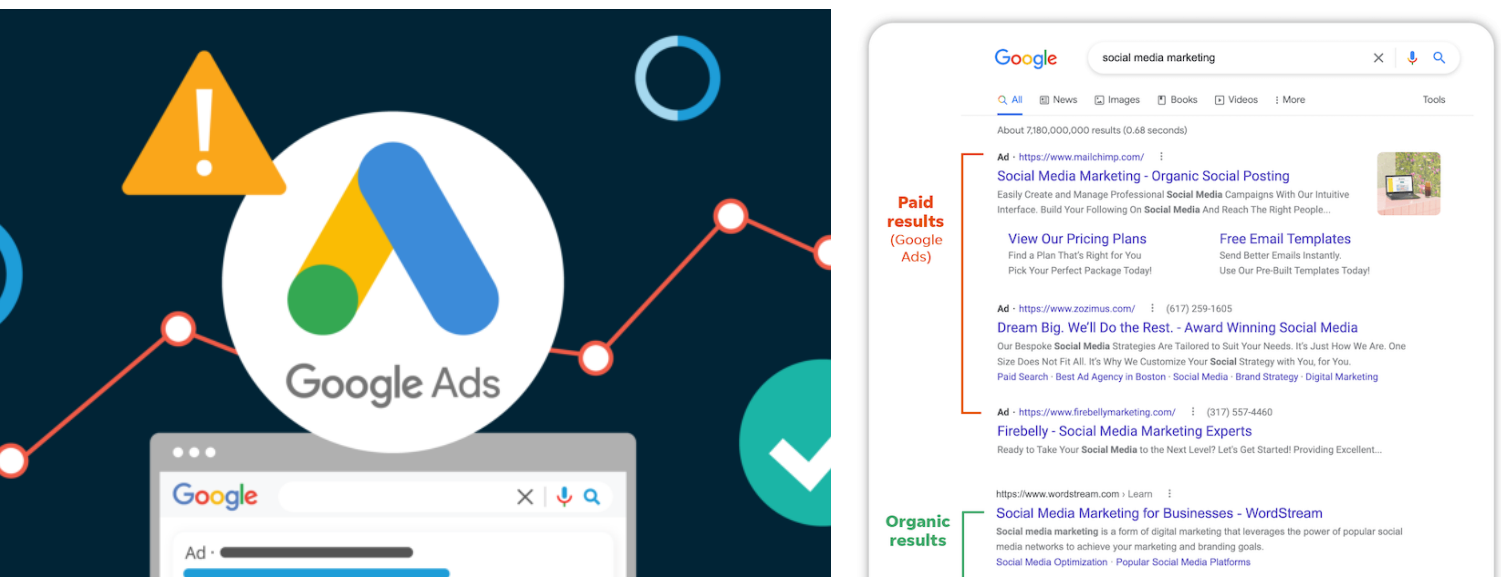 !
Google Ads
Google
Ad ·
Google
social media marketing
All
News
Images
Books
Videos
More
Tools
About 7,180,000,000 results (0.68 seconds)
Paid
results
(Google
Ads)
Ad · https://www.mailchimp.com/
Social Media Marketing - Organic Social Posting
Easily Create and Manage Professional Social Media Campaigns With Our Intuitive
Interface. Build Your Following On Social Media And Reach The Right People...
View Our Pricing Plans
Find a Plan That's Right for You
Pick Your Perfect Package Today!
Free Email Templates
Send Better Emails Instantly.
Use Our Pre-Built Templates Today!
Ad · https://www.zozimus.com/ (617) 259-1605
Dream Big. We'll Do the Rest. - Award Winning Social Media
Our Bespoke Social Media Strategies Are Tailored to Suit Your Needs. It's Just How We Are. One
Size Does Not Fit All. It's Why We Customize Your Social Strategy with You, for You.
Paid Search · Best Ad Agency in Boston · Social Media · Brand Strategy · Digital Marketing
Ad · https://www.firebellymarketing.com/ (317) 557-4460
Firebelly - Social Media Marketing Experts
Ready to Take Your Social Media to the Next Level? Let's Get Started! Providing Excellent...
Organic
results
https://www.wordstream.com › Learn
Social Media Marketing for Businesses - WordStream
Social media marketing is a form of digital marketing that leverages the power of popular social
media networks to achieve your marketing and branding goals.
Social Media Optimization · Popular Social Media Platforms